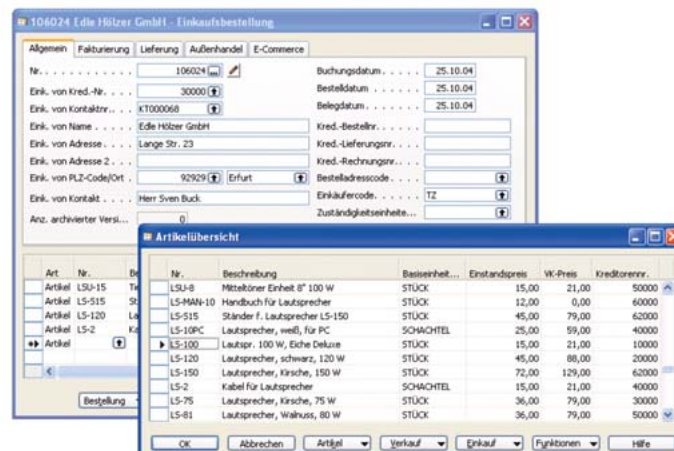 106024 Edle Hölzer GmbH - Einkaufsbestellung
Allgemein Fakturierung Lieferung Außenhandel E-Commerce
Nr. . . . . . . . . . . . 106024 Buchungsdatum . . . . . 25.10.04
Eink. von Kred.-Nr. . . . 30000 Bestelldatum . . . . . . 25.10.04
Eink. von Kontaktnr. . . . KT000068 Belegdatum . . . . . . . 25.10.04
Eink. von Name . . . . . Edle Hölzer GmbH Kred.-Bestellnr. . . . . .
Eink. von Adresse . . . . Lange Str. 23 Kred.-Lieferungsnr. . . .
Eink. von Adresse 2 . . . Kred.-Rechnungsnr. . . . .
Eink. von PLZ-Code/Ort . 92929 Erfurt Bestelladresscode . . . .
Eink. von Kontakt . . . . Herr Sven Buck Einkäufercode . . . . . . TZ
Anz. archivierter Versi... 0 Zuständigkeitseinheite...
Art Nr. Be
Artikel LSU-15 Tie
Artikel LS-S15 St
Artikel LS-120 La
Artikel LS-2 Ka
Artikel
Bestellung
Artikelübersicht
Nr. Beschreibung Basiseinheit... Einstandspreis VK-Preis Kreditorennr.
LSU-8 Mitteltöner Einheit 8" 100 W STÜCK 15,00 21,00 50000
LS-MAN-10 Handbuch für Lautsprecher STÜCK 12,00 0,00 60000
LS-S15 Ständer f. Lautsprecher LS-150 STÜCK 45,00 79,00 62000
LS-10PC Lautsprecher, weiß, für PC SCHACHTEL 25,00 59,00 40000
LS-100 Lautspr. 100 W, Eiche Deluxe STÜCK 15,00 21,00 10000
LS-120 Lautsprecher, schwarz, 120 W STÜCK 45,00 88,00 20000
LS-150 Lautsprecher, Kirsche, 150 W STÜCK 72,00 129,00 62000
LS-2 Kabel für Lautsprecher SCHACHTEL 15,00 21,00 40000
LS-75 Lautsprecher, Kirsche, 75 W STÜCK 36,00 79,00 30000
LS-81 Lautsprecher, Walnuss, 80 W STÜCK 36,00 79,00 50000
OK Abbrechen Artikel Verkauf Einkauf Funktionen Hilfe